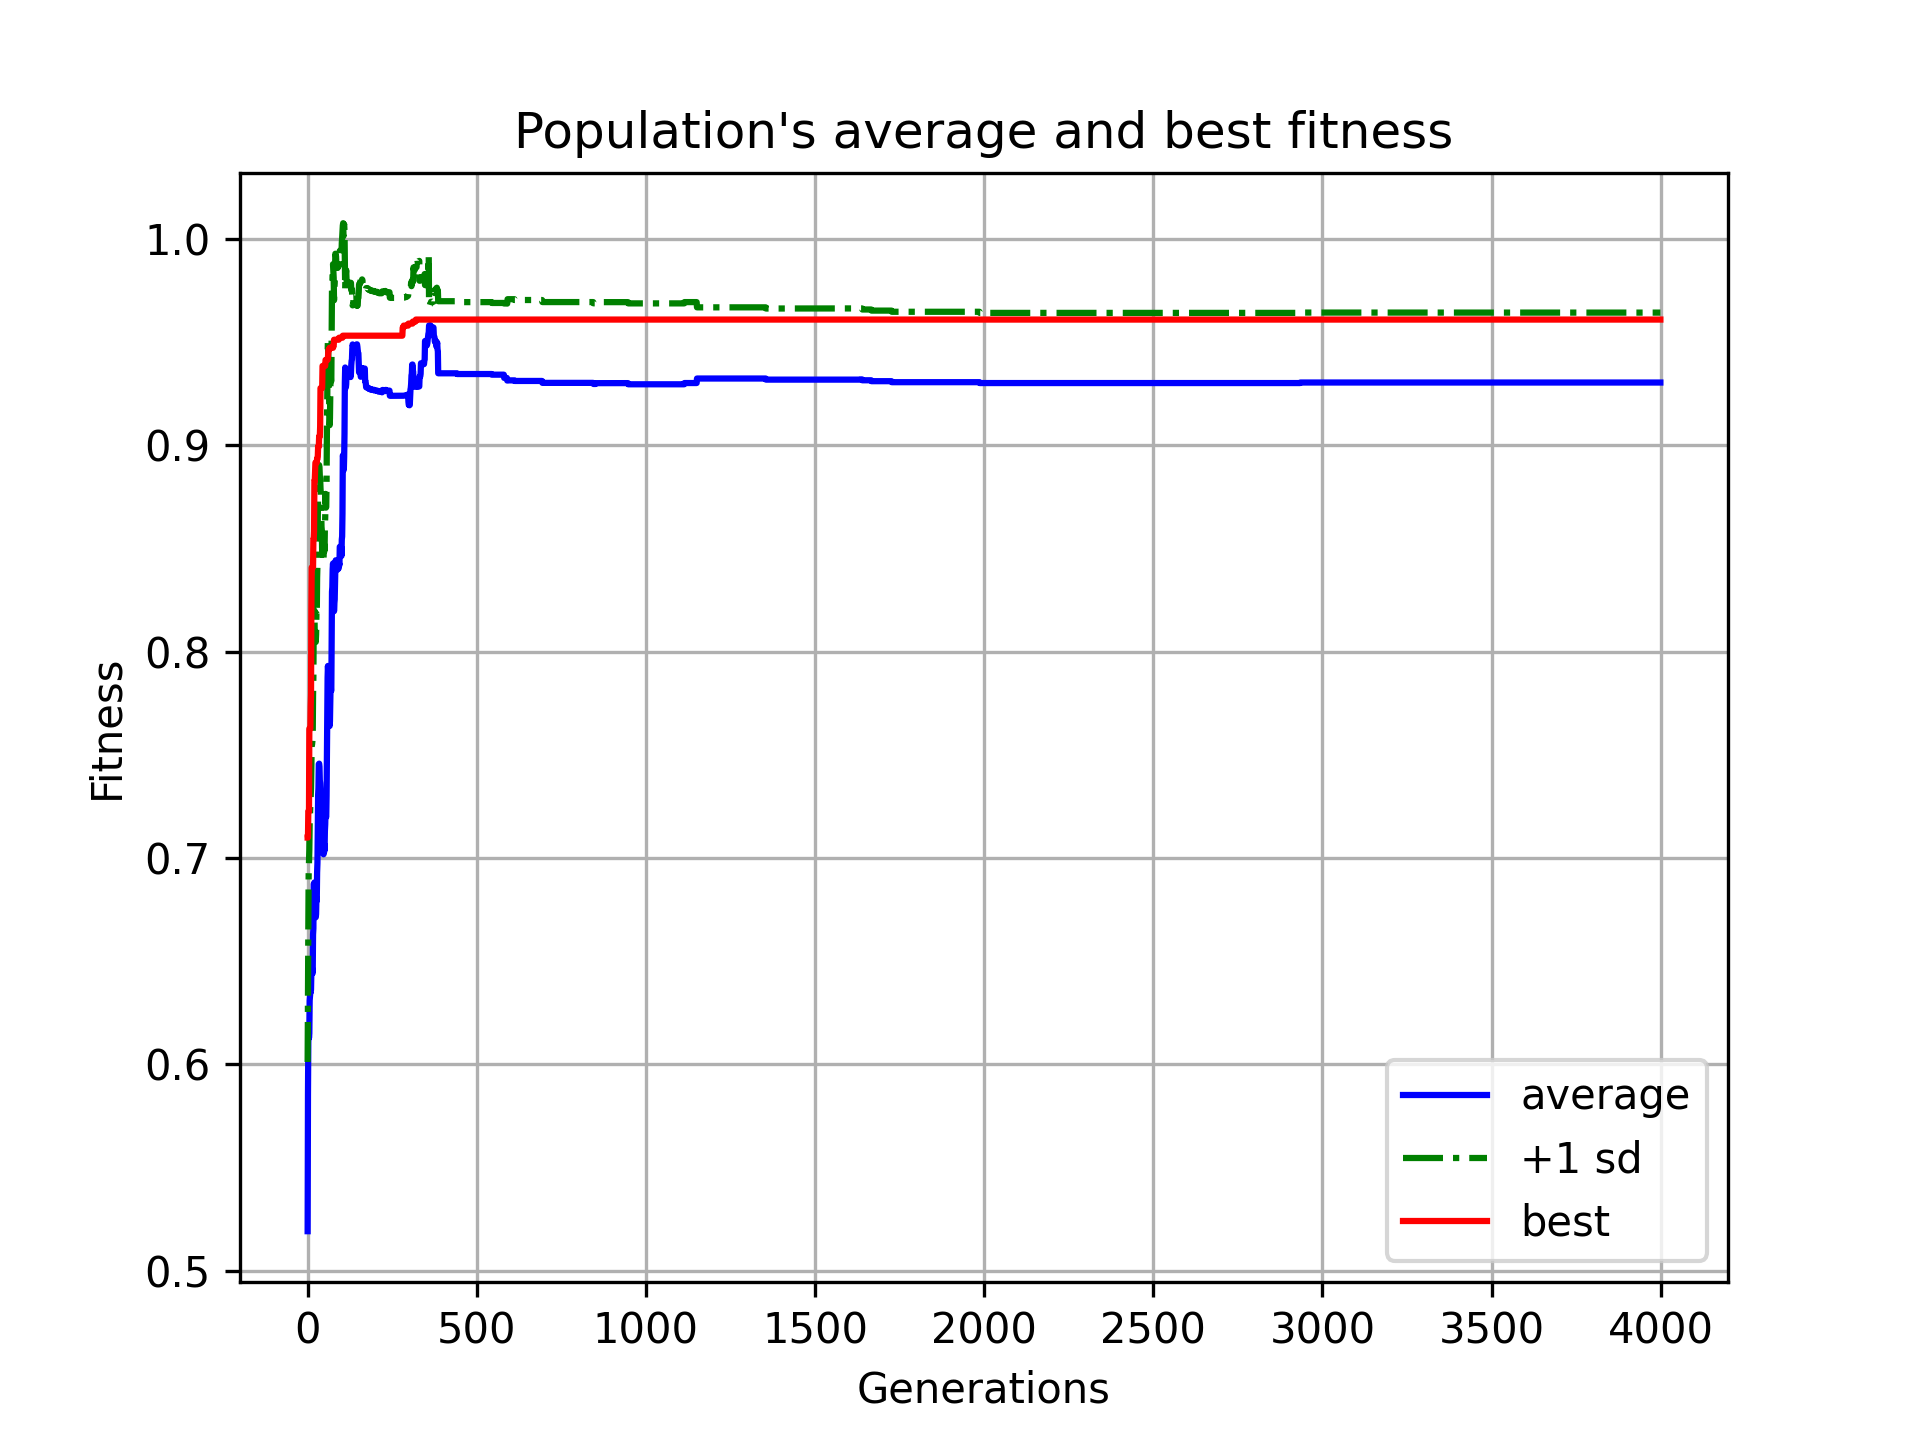 Population's average and best fitness
1.0
0.9
0.8
0.7
0.6
0.5
Fitness
average
+1 sd
best
0 500 1000 1500 2000 2500 3000 3500 4000
Generations